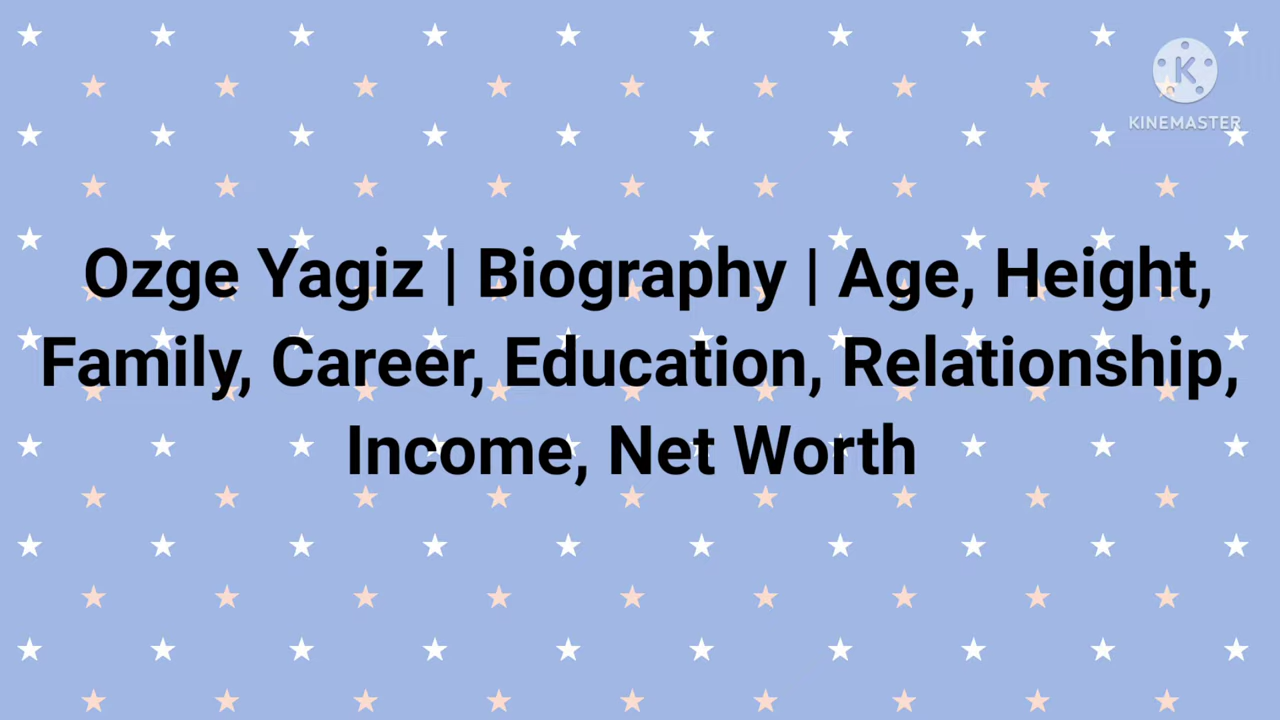 KINEMASTER
Ozge Yagiz | Biography | Age, Height,
Family, Career, Education, Relationship,
Income, Net Worth